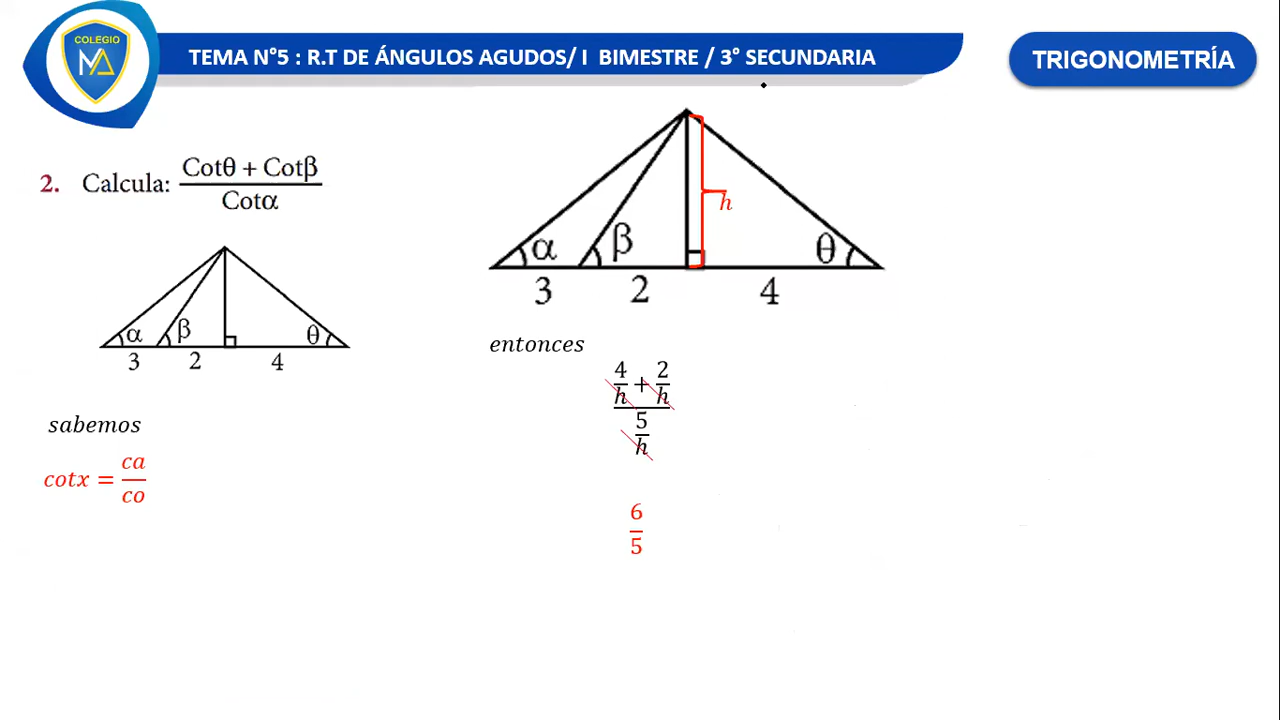 COLEGIO
MA
TEMA N°5 : R.T DE ÁNGULOS AGUDOS/ I BIMESTRE / 3° SECUNDARIA
TRIGONOMETRÍA
2. Calcula: (Cotθ + Cotβ) / Cotα
α β θ
3 2 4
sabemos
cotx = ca/co
h
α β θ
3 2 4
entonces
4/h + 2/h
5/h
6/5